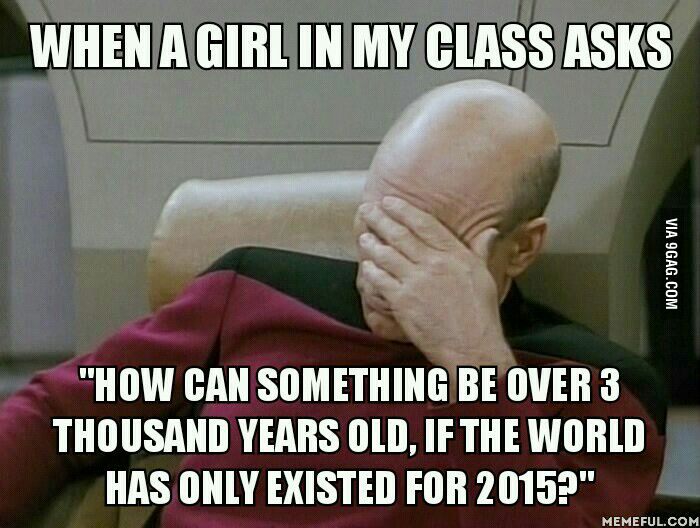 WHEN A GIRL IN MY CLASS ASKS
VIA 9GAG.COM
"HOW CAN SOMETHING BE OVER 3
THOUSAND YEARS OLD, IF THE WORLD
HAS ONLY EXISTED FOR 2015?"
MEMEFUL.COM